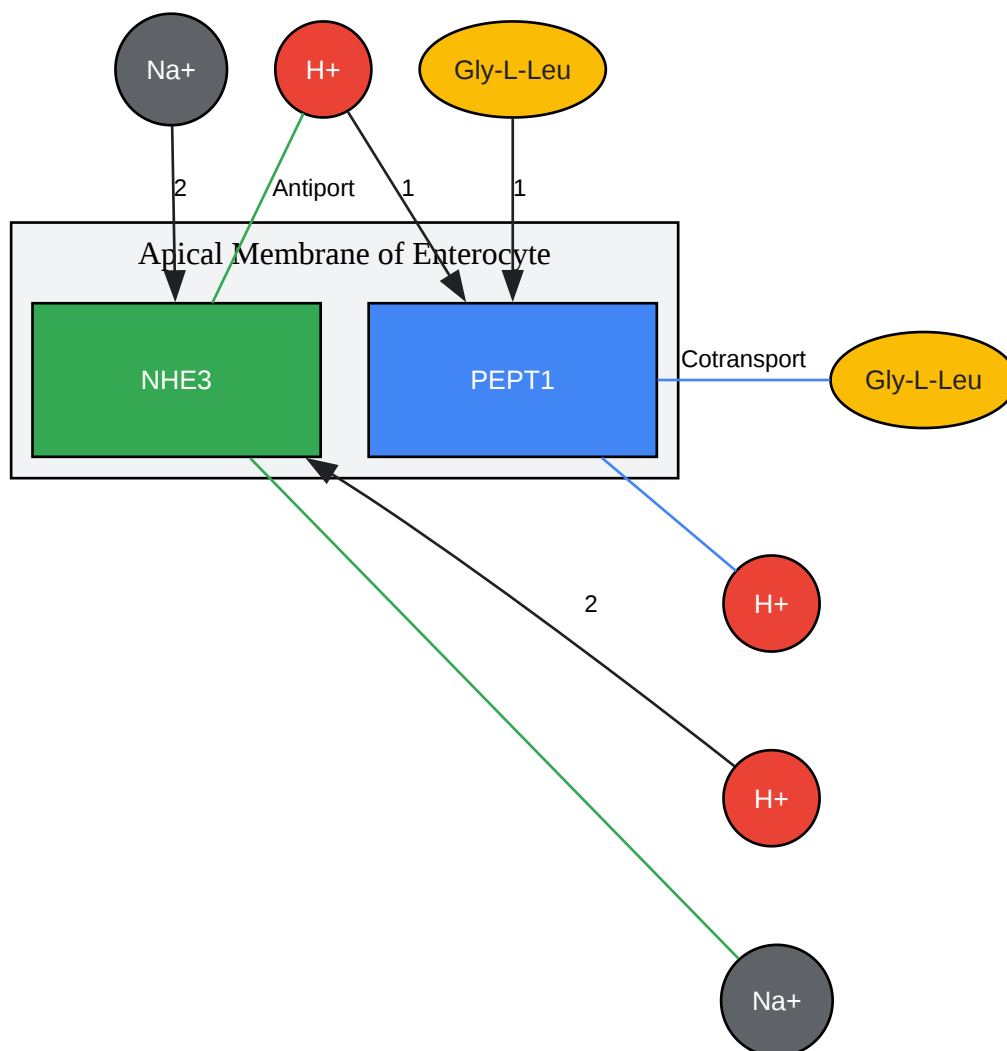 Na+
H+
Gly-L-Leu
2
Antiport
1
1
Apical Membrane of Enterocyte
NHE3
PEPT1
Cotransport
Gly-L-Leu
H+
2
H+
Na+